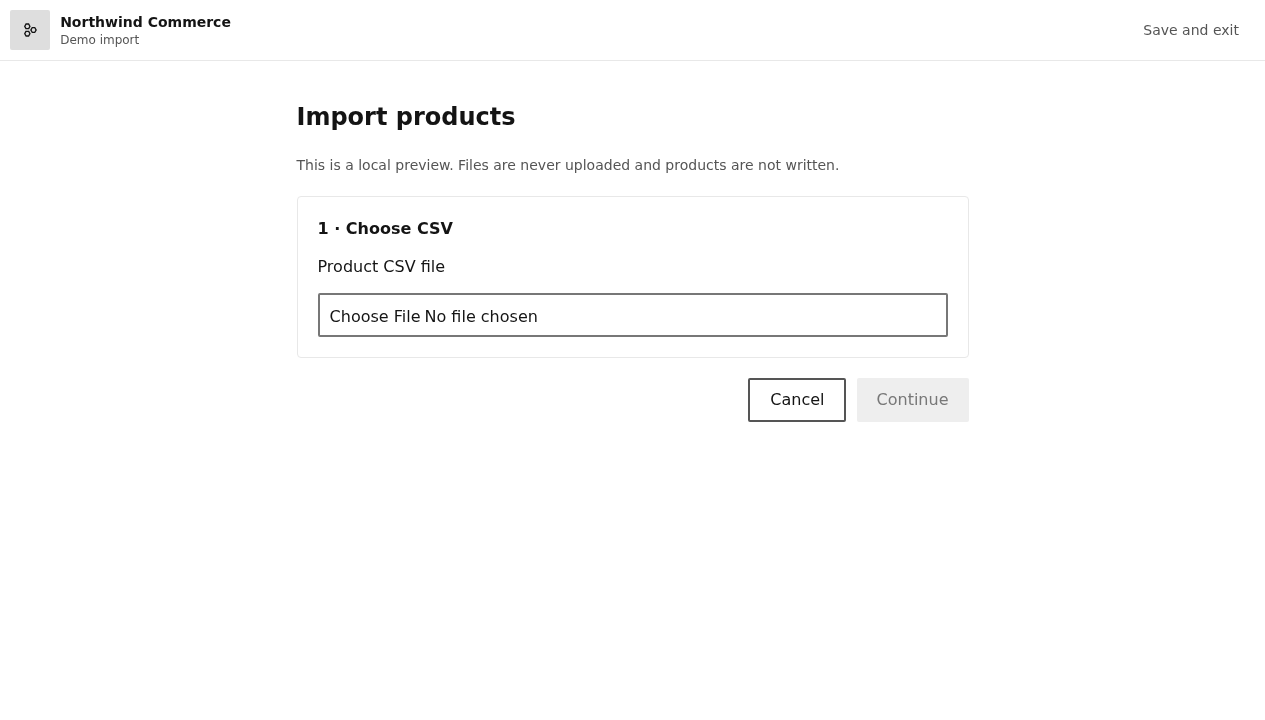 Northwind Commerce
Demo import
Save and exit
Import products
This is a local preview. Files are never uploaded and products are not written.
1 · Choose CSV
Product CSV file
Choose File No file chosen
Cancel
Continue